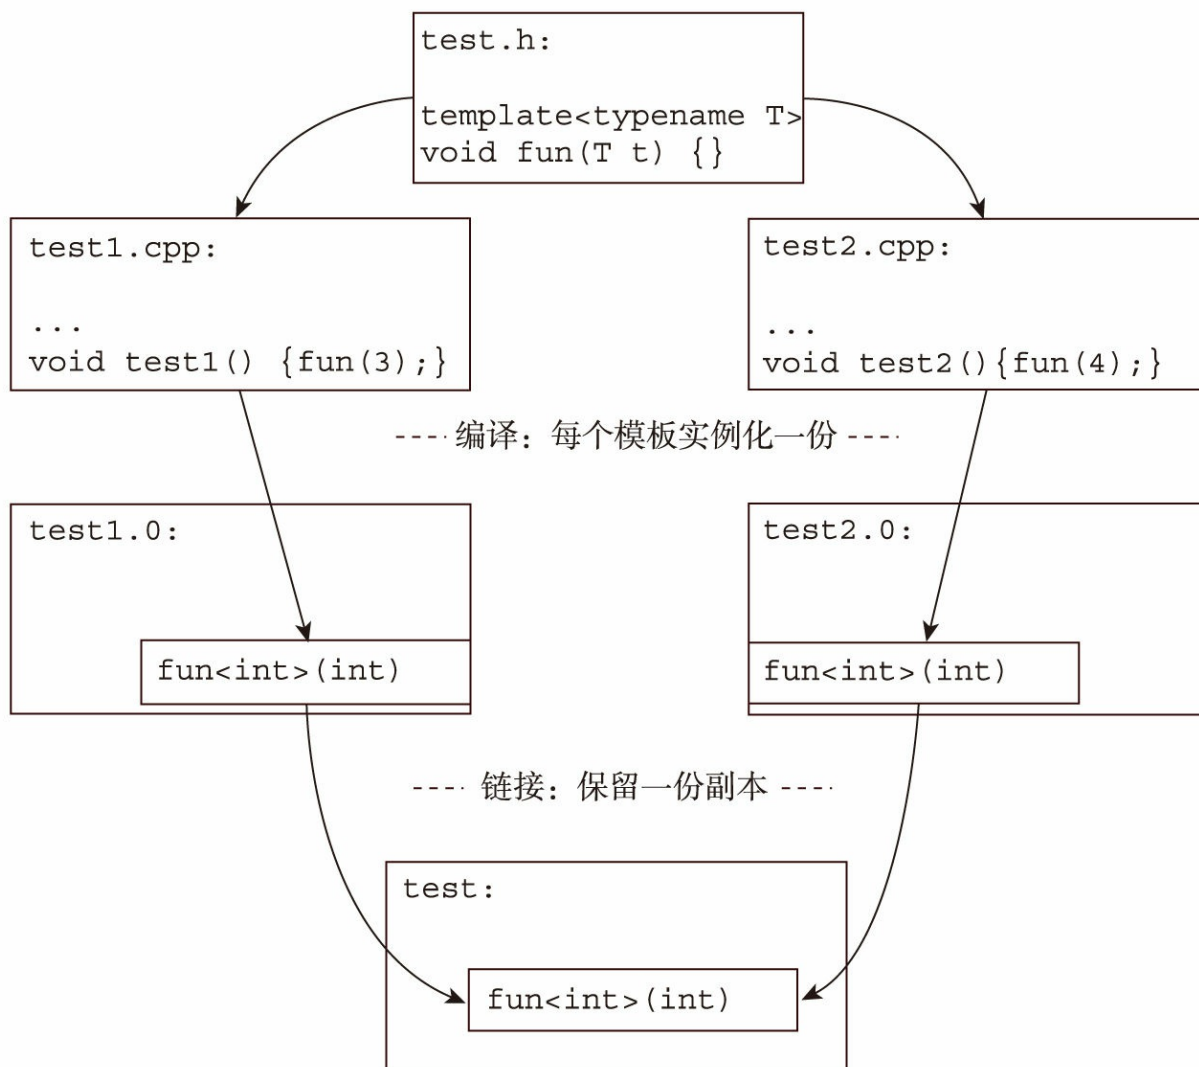 test.h:
template<typename T>
void fun(T t) {}
test1.cpp:
...
void test1() {fun(3);}
test2.cpp:
...
void test2(){fun(4);}
---- 编译：每个模板实例化一份 ----
test1.0:
fun<int>(int)
test2.0:
fun<int>(int)
---- 链接：保留一份副本 ----
test:
fun<int>(int)